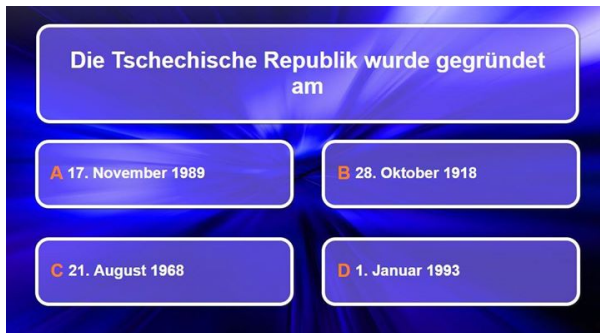 Die Tschechische Republik wurde gegründet
am
A 17. November 1989
B 28. Oktober 1918
C 21. August 1968
D 1. Januar 1993